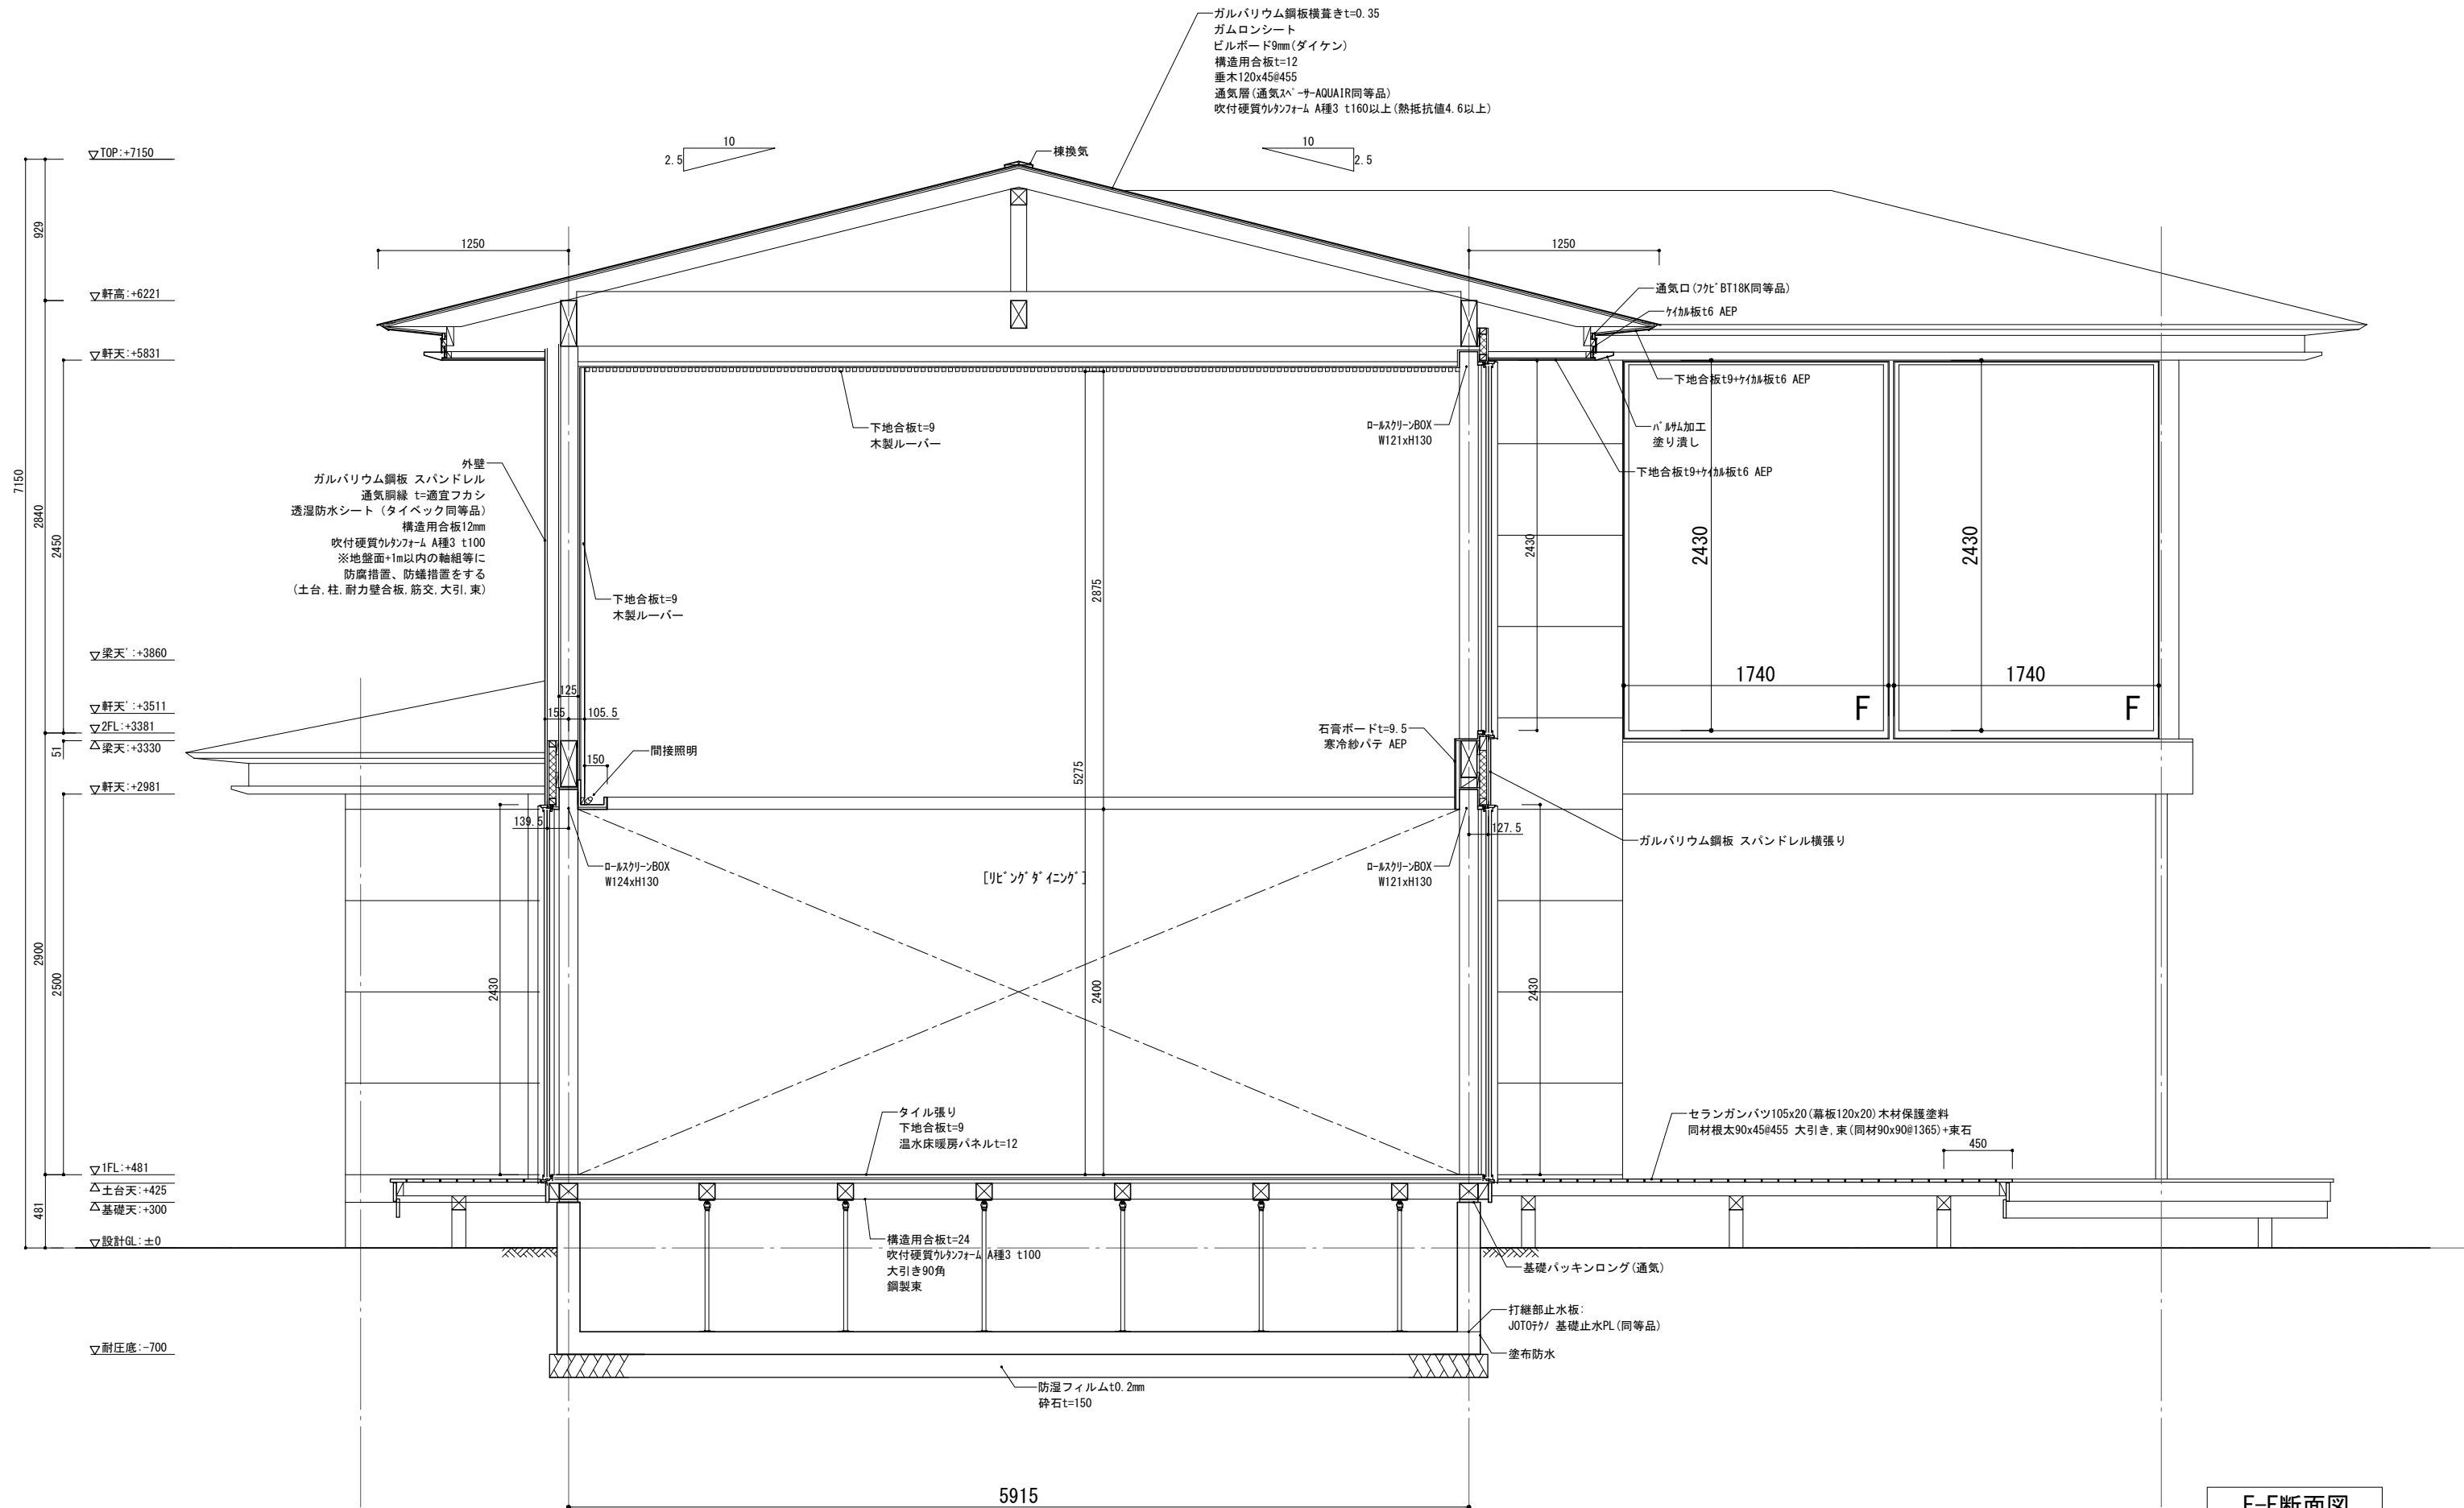 ガルバリウム鋼板横葺きt=0.35
ガムロンシート
ビルボード9mm(ダイケン)
構造用合板t=12
垂木120x45@455
通気層(通気ｽﾍﾟｰｻｰAQUAIR同等品)
吹付硬質ｳﾚﾀﾝﾌｫｰﾑ A種3 t160以上(熱抵抗値4.6以上)
▽TOP:+7150
10
2.5
棟換気
10
2.5
929
1250
1250
▽軒高:+6221
通気口(ﾌｸﾋﾞBT18K同等品)
ｹｲｶﾙ板t6 AEP
▽軒天:+5831
下地合板t9+ｹｲｶﾙ板t6 AEP
下地合板t=9
木製ルーバー
ﾛｰﾙｽｸﾘｰﾝBOX
W121xH130
ﾊﾞﾙｻﾑ加工
塗り潰し
下地合板t9+ｹｲｶﾙ板t6 AEP
外壁
ガルバリウム鋼板 スパンドレル
通気胴縁 t=適宜フカシ
透湿防水シート（タイベック同等品）
構造用合板12mm
吹付硬質ｳﾚﾀﾝﾌｫｰﾑ A種3 t100
※地盤面+1m以内の軸組等に
防腐措置、防蟻措置をする
(土台,柱,耐力壁合板,筋交,大引,束)
7150
2840
2450
2430
2430
2430
2875
下地合板t=9
木製ルーバー
▽梁天':+3860
1740
1740
F
F
125
▽軒天':+3511
155
105.5
▽2FL:+3381
△梁天:+3330
51
石膏ボードt=9.5
寒冷紗パテ AEP
間接照明
150
5275
▽軒天:+2981
139.5
127.5
ガルバリウム鋼板 スパンドレル横張り
ﾛｰﾙｽｸﾘｰﾝBOX
W124xH130
[ﾘﾋﾞﾝｸﾞﾀﾞｲﾆﾝｸﾞ]
ﾛｰﾙｽｸﾘｰﾝBOX
W121xH130
2900
2500
2430
2400
2430
タイル張り
下地合板t=9
温水床暖房パネルt=12
セランガンバツ105x20(幕板120x20)木材保護塗料
同材根太90x45@455 大引き,束(同材90x90@1365)+束石
450
▽1FL:+481
△土台天:+425
△基礎天:+300
481
▽設計GL:±0
構造用合板t=24
吹付硬質ｳﾚﾀﾝﾌｫｰﾑ A種3 t100
大引き90角
鋼製束
基礎パッキンロング(通気)
打継部止水板:
JOTOﾃｸﾉ 基礎止水PL(同等品)
▽耐圧底:-700
塗布防水
防湿フィルムt0.2mm
砕石t=150
5915